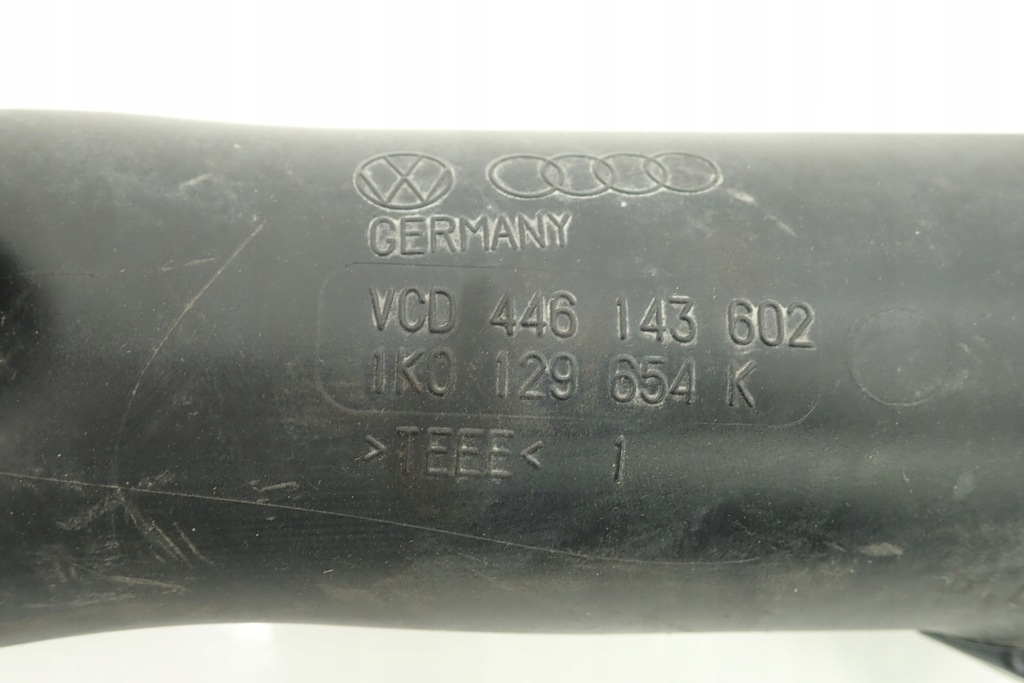 GERMANY
VCD 446 143 602
1K0 129 654 K
>TEEE< 1